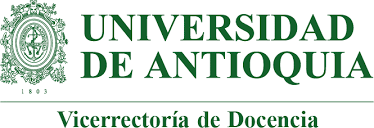 UNIVERSIDAD
DE ANTIOQUIA
1803
Vicerrectoría de Docencia